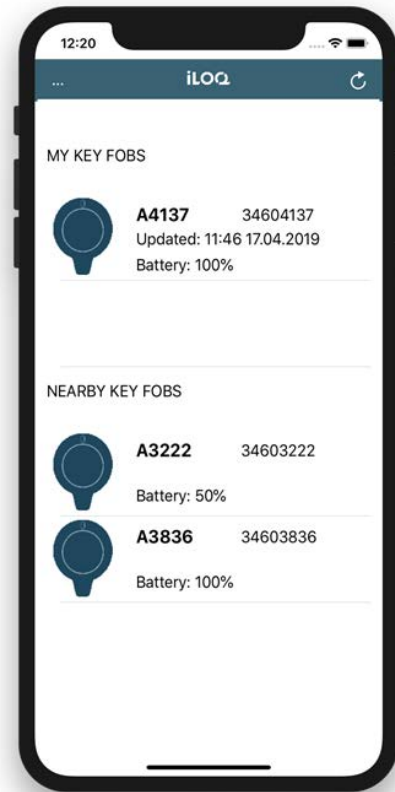 12:20
...
iLOQ
MY KEY FOBS
A4137 34604137
Updated: 11:46 17.04.2019
Battery: 100%
NEARBY KEY FOBS
A3222 34603222
Battery: 50%
A3836 34603836
Battery: 100%